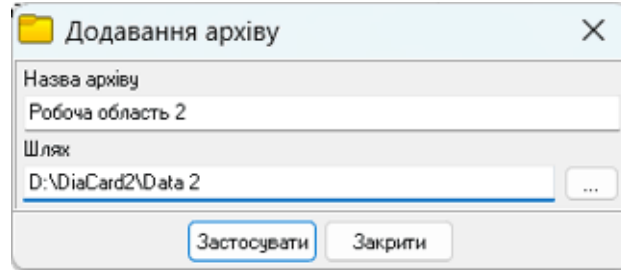 Додавання архіву
Назва архіву
Робоча область 2
Шлях
D:\DiaCard2\Data 2
...
Застосувати Закрити